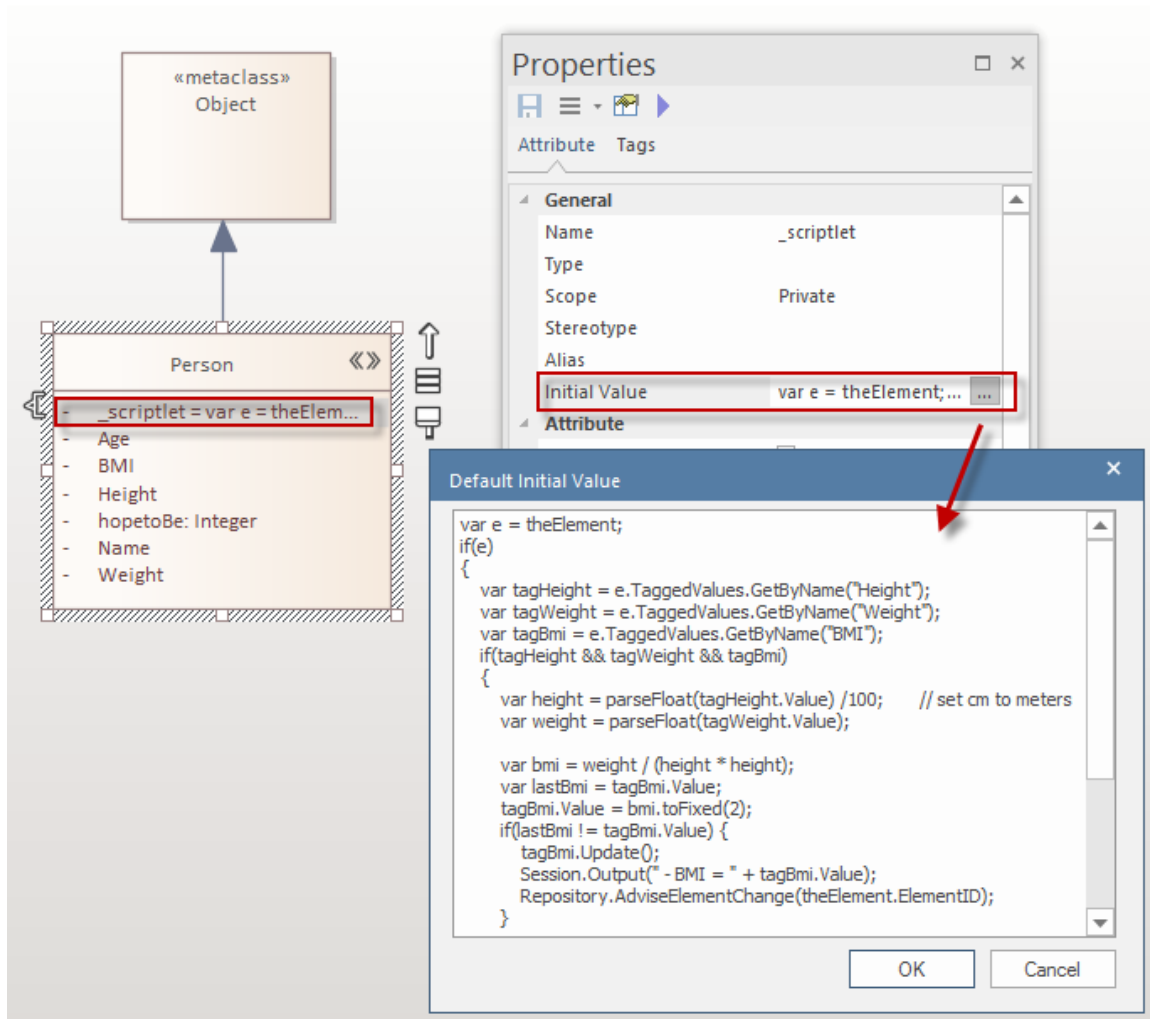 «metaclass»
Object
Person «»
- _scriptlet = var e = theElem...
- Age
- BMI
- Height
- hopetoBe: Integer
- Name
- Weight
Properties
Attribute Tags
General
Name _scriptlet
Type
Scope Private
Stereotype
Alias
Initial Value var e = theElement;... ...
Attribute
Default Initial Value
var e = theElement;
if(e)
{
var tagHeight = e.TaggedValues.GetByName("Height");
var tagWeight = e.TaggedValues.GetByName("Weight");
var tagBmi = e.TaggedValues.GetByName("BMI");
if(tagHeight && tagWeight && tagBmi)
{
var height = parseFloat(tagHeight.Value) /100; // set cm to meters
var weight = parseFloat(tagWeight.Value);
var bmi = weight / (height * height);
var lastBmi = tagBmi.Value;
tagBmi.Value = bmi.toFixed(2);
if(lastBmi != tagBmi.Value) {
tagBmi.Update();
Session.Output(" - BMI = " + tagBmi.Value);
Repository.AdviseElementChange(theElement.ElementID);
}
OK Cancel